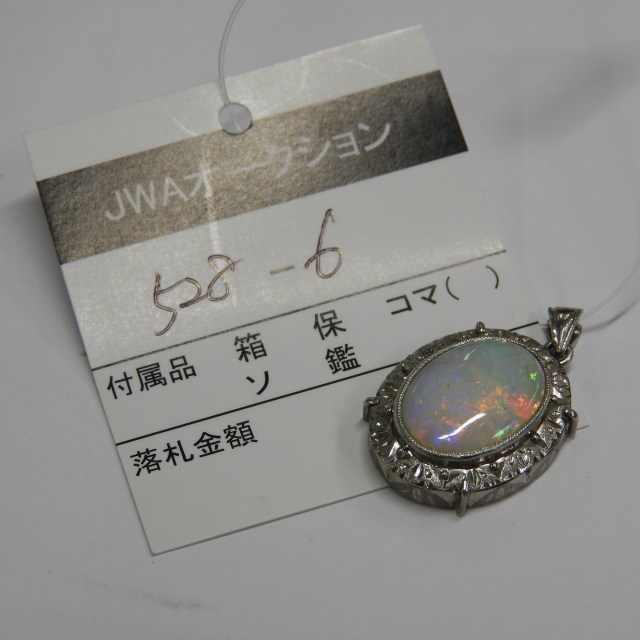 JWAオークション
528-6
付属品 箱 保 コマ( )
ソ 鑑
落札金額